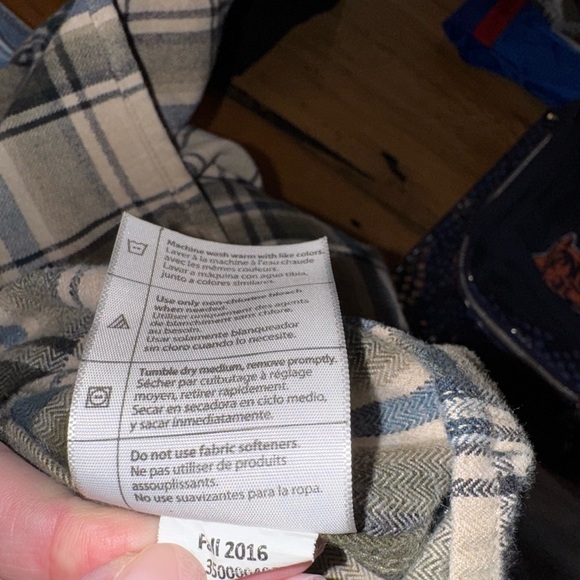 Machine wash warm with like colors.
Laver à la machine à l'eau chaude
avec les mêmes couleurs.
Lavar a máquina con agua tibia,
junto a colores similares.
Use only non-chlorine bleach
when needed.
Utiliser uniquement des agents
de blanchiment sans chlore,
au besoin.
Usar solamente blanqueador
sin cloro cuando lo necesite.
Tumble dry medium, remove promptly.
Sécher par culbutage à réglage
moyen, retirer rapidement.
Secar en secadora en ciclo medio,
y sacar inmediatamente.
Do not use fabric softeners.
Ne pas utiliser de produits
assouplissants.
No use suavizantes para la ropa.
Fall 2016